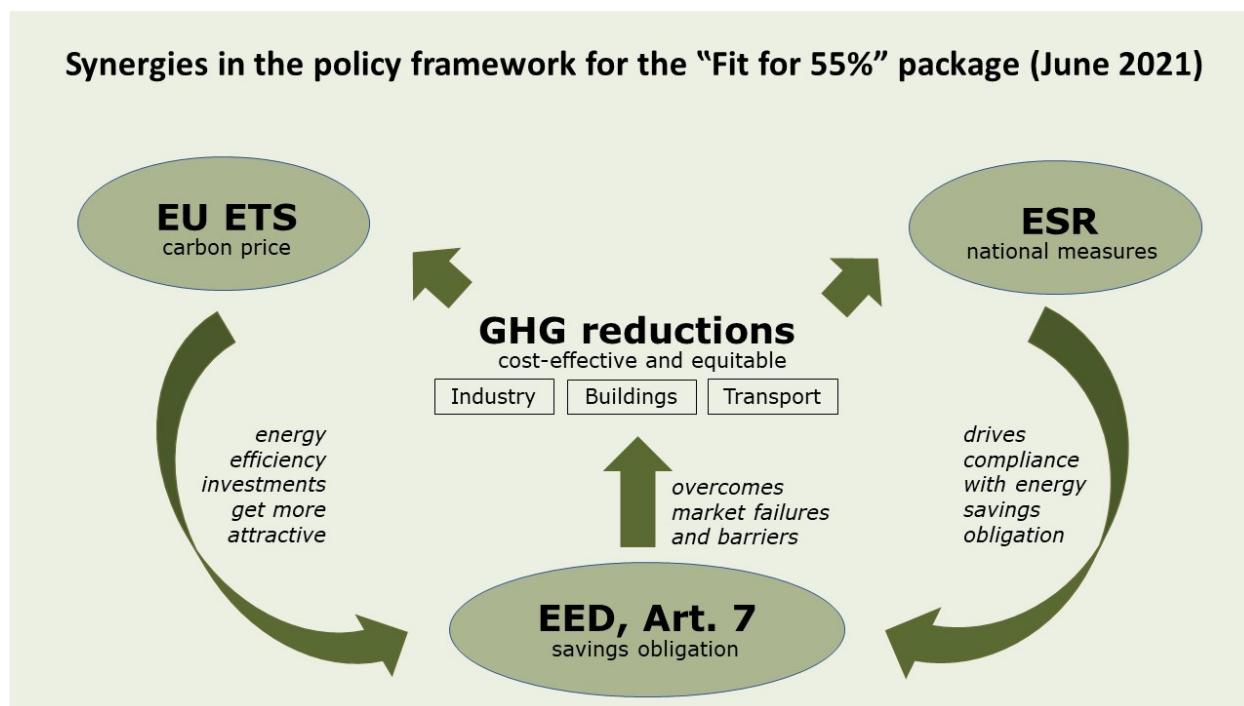 Synergies in the policy framework for the “Fit for 55%” package (June 2021)
EU ETS
carbon price
ESR
national measures
GHG reductions
cost-effective and equitable
Industry
Buildings
Transport
energy
efficiency
investments
get more
attractive
overcomes
market failures
and barriers
drives
compliance
with energy
savings
obligation
EED, Art. 7
savings obligation